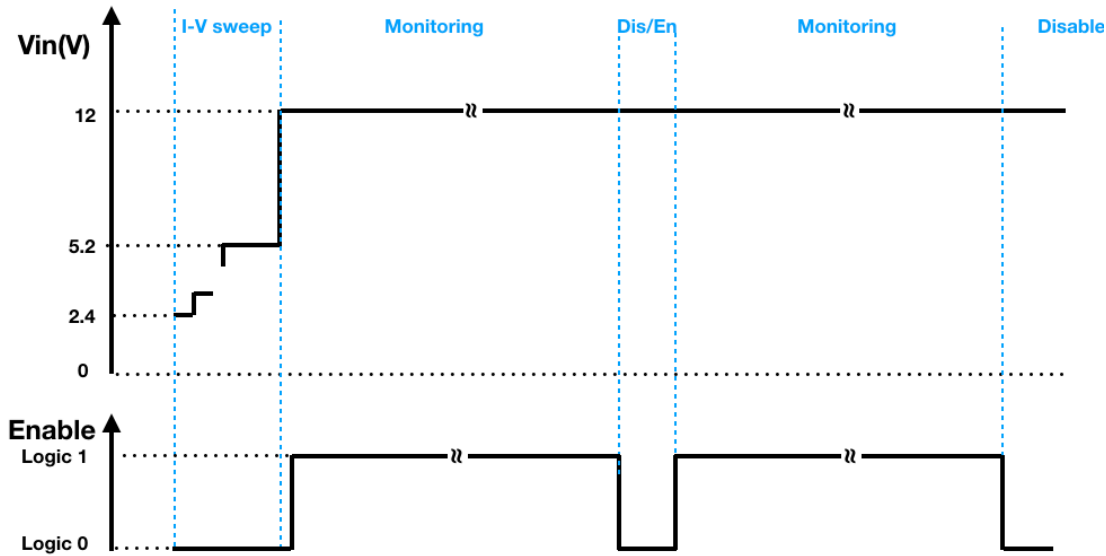 I-V sweep Monitoring Dis/En Monitoring Disable
Vin(V)
12
5.2
2.4
0
Enable
Logic 1
Logic 0